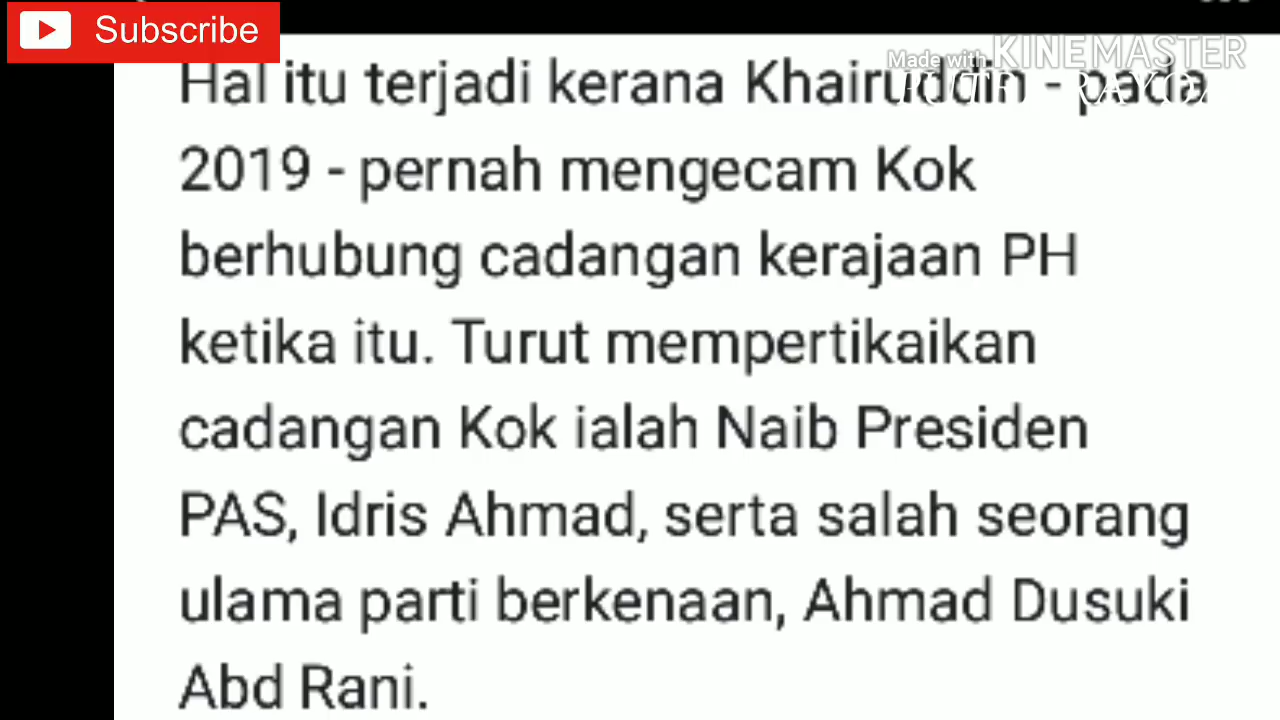 Subscribe
Made with KINEMASTER
Hal itu terjadi kerana Khairuddin - pada
2019 - pernah mengecam Kok
berhubung cadangan kerajaan PH
ketika itu. Turut mempertikaikan
cadangan Kok ialah Naib Presiden
PAS, Idris Ahmad, serta salah seorang
ulama parti berkenaan, Ahmad Dusuki
Abd Rani.